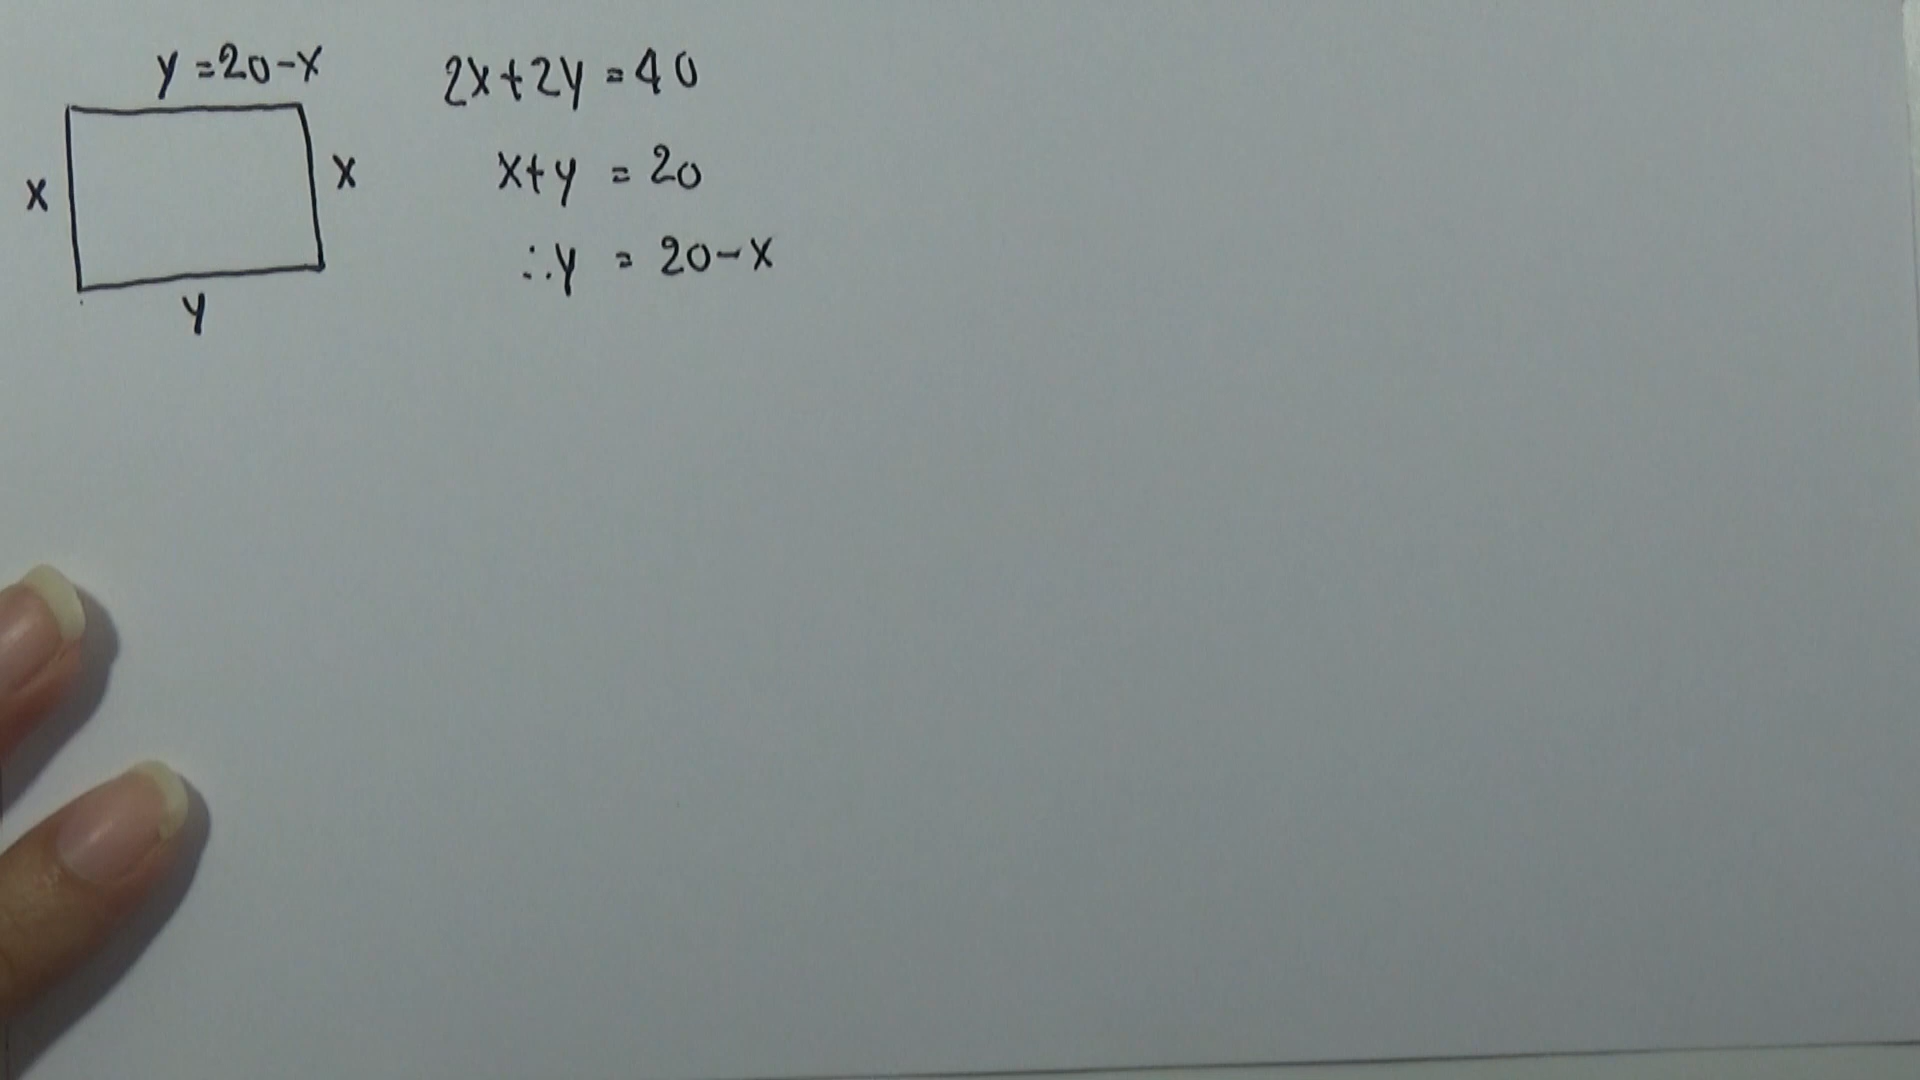 y = 20 - x
x
x
y
2x + 2y = 40
x + y = 20
∴ y = 20 - x